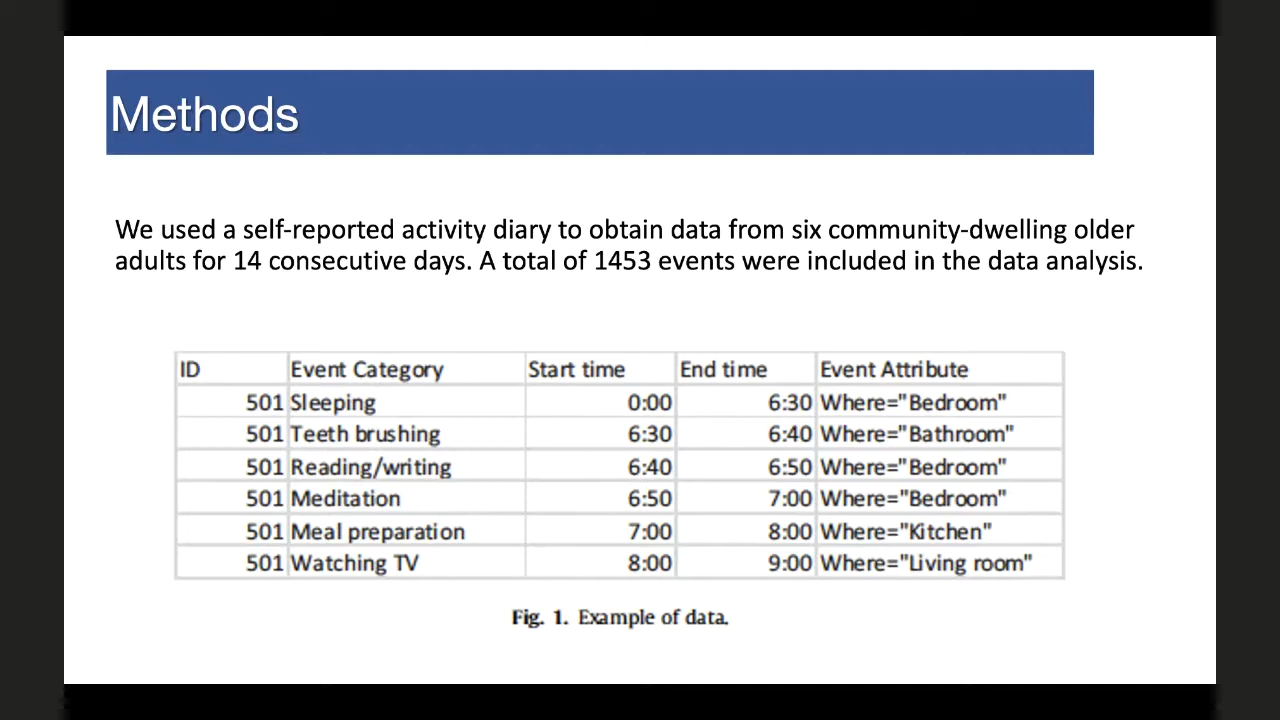 Methods
We used a self-reported activity diary to obtain data from six community-dwelling older
adults for 14 consecutive days. A total of 1453 events were included in the data analysis.
ID Event Category Start time End time Event Attribute
501 Sleeping 0:00 6:30 Where="Bedroom"
501 Teeth brushing 6:30 6:40 Where="Bathroom"
501 Reading/writing 6:40 6:50 Where="Bedroom"
501 Meditation 6:50 7:00 Where="Bedroom"
501 Meal preparation 7:00 8:00 Where="Kitchen"
501 Watching TV 8:00 9:00 Where="Living room"
Fig. 1. Example of data.